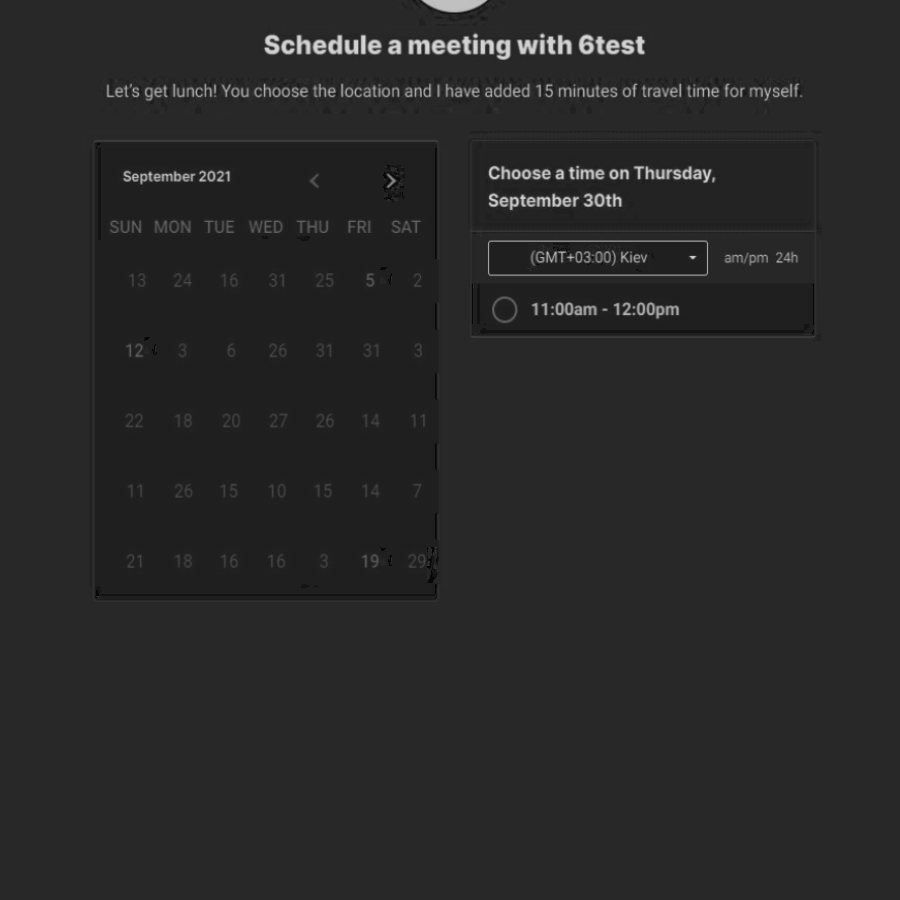 Schedule a meeting with 6test
Let's get lunch! You choose the location and I have added 15 minutes of travel time for myself.
September 2021
SUN MON TUE WED THU FRI SAT
13 24 16 31 25 5 2
12 3 6 26 31 31 3
22 18 20 27 26 14 11
11 26 15 10 15 14 7
21 18 16 16 3 19 29
Choose a time on Thursday,
September 30th
(GMT+03:00) Kiev am/pm 24h
11:00am - 12:00pm